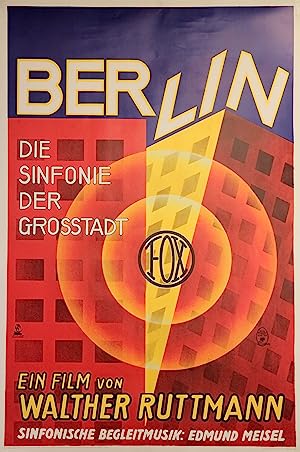 BERLIN
DIE
SINFONIE
DER
GROSSTADT
FOX
EIN FILM VON
WALTHER RUTTMANN
SINFONISCHE BEGLEITMUSIK: EDMUND MEISEL